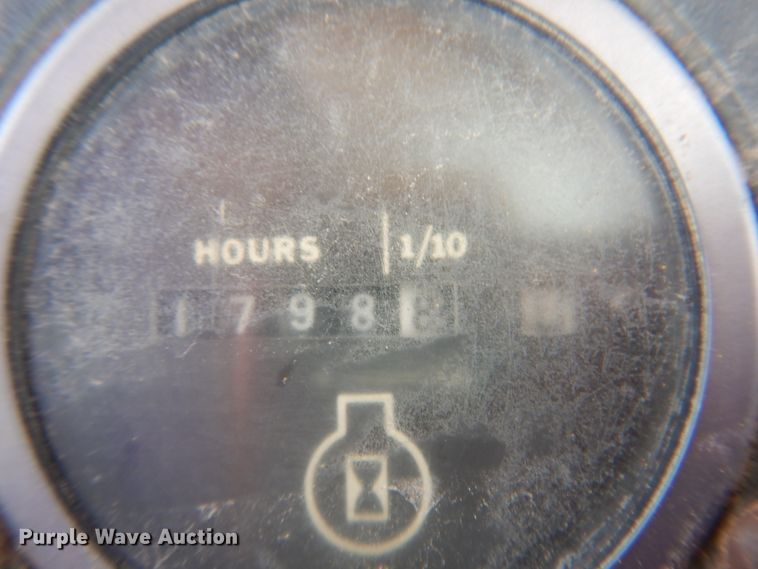 HOURS 1/10
1798
Purple Wave Auction